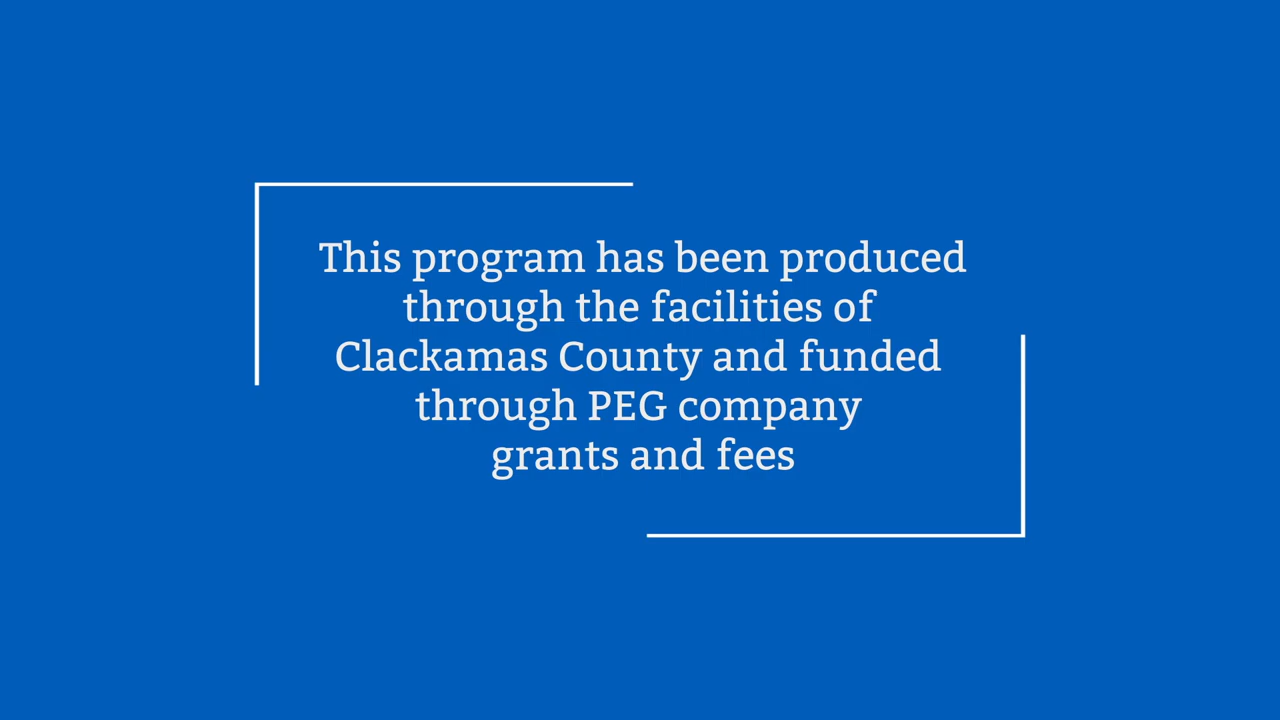 This program has been produced
through the facilities of
Clackamas County and funded
through PEG company
grants and fees